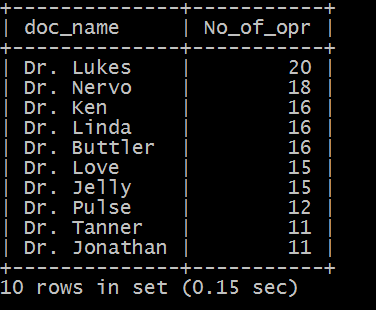 +--------------+-----------+
| doc_name     | No_of_opr |
+--------------+-----------+
| Dr. Lukes    |        20 |
| Dr. Nervo    |        18 |
| Dr. Ken      |        16 |
| Dr. Linda    |        16 |
| Dr. Buttler  |        16 |
| Dr. Love     |        15 |
| Dr. Jelly    |        15 |
| Dr. Pulse    |        12 |
| Dr. Tanner   |        11 |
| Dr. Jonathan |        11 |
+--------------+-----------+
10 rows in set (0.15 sec)